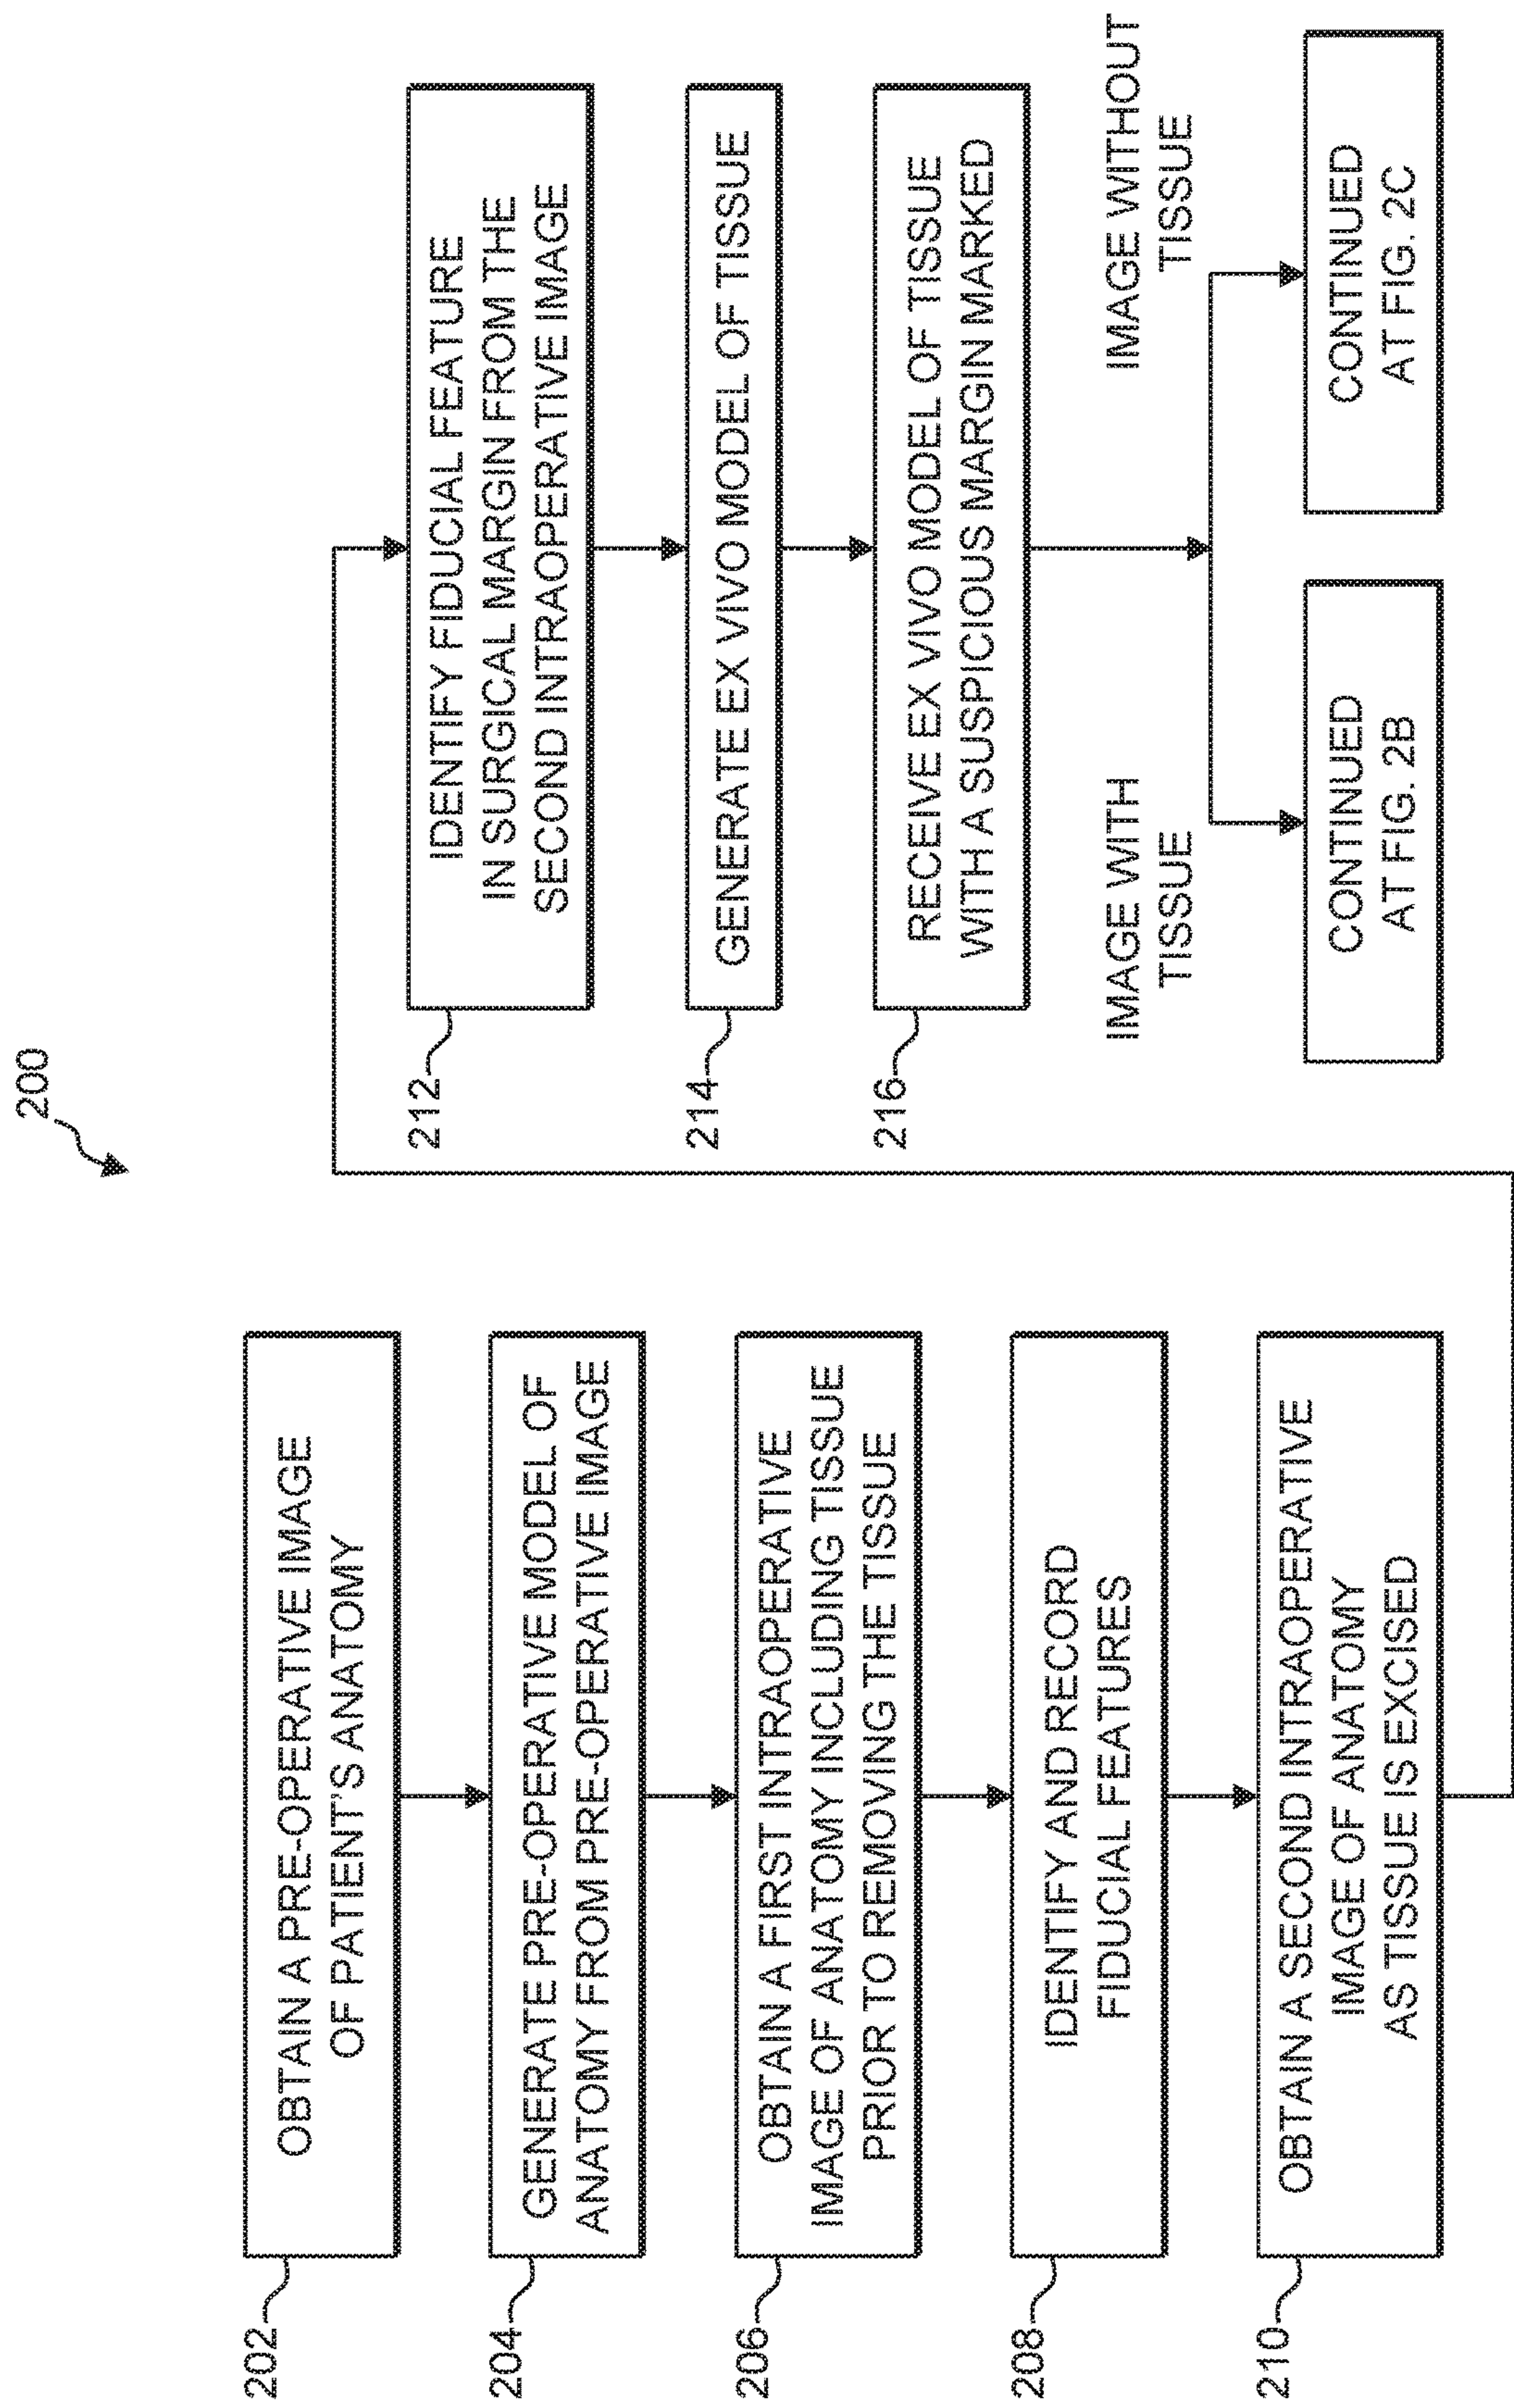 200
202
OBTAIN A PRE-OPERATIVE IMAGE
OF PATIENT'S ANATOMY
204
GENERATE PRE-OPERATIVE MODEL OF
ANATOMY FROM PRE-OPERATIVE IMAGE
206
OBTAIN A FIRST INTRAOPERATIVE
IMAGE OF ANATOMY INCLUDING TISSUE
PRIOR TO REMOVING THE TISSUE
208
IDENTIFY AND RECORD
FIDUCIAL FEATURES
210
OBTAIN A SECOND INTRAOPERATIVE
IMAGE OF ANATOMY
AS TISSUE IS EXCISED
212
IDENTIFY FIDUCIAL FEATURE
IN SURGICAL MARGIN FROM THE
SECOND INTRAOPERATIVE IMAGE
214
GENERATE EX VIVO MODEL OF TISSUE
216
RECEIVE EX VIVO MODEL OF TISSUE
WITH A SUSPICIOUS MARGIN MARKED
IMAGE WITH
TISSUE
CONTINUED
AT FIG. 2B
IMAGE WITHOUT
TISSUE
CONTINUED
AT FIG. 2C